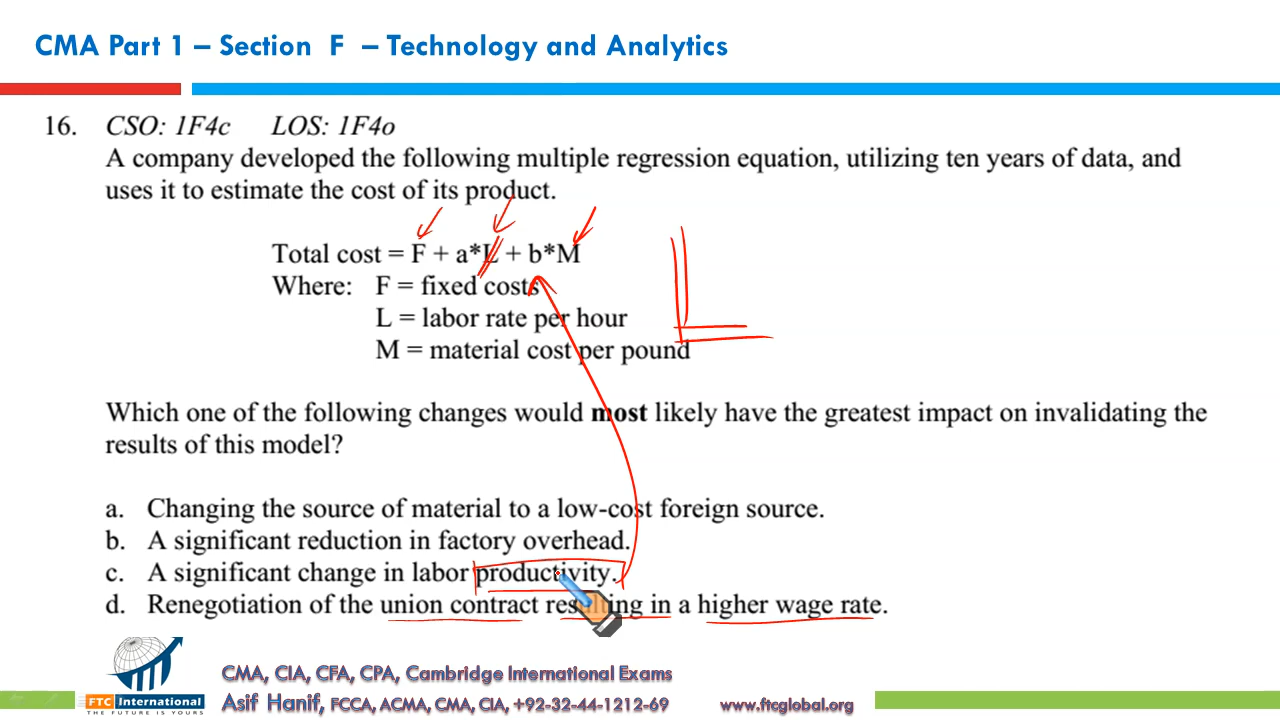 CMA Part 1 – Section F – Technology and Analytics
16. CSO: 1F4c LOS: 1F4o
A company developed the following multiple regression equation, utilizing ten years of data, and
uses it to estimate the cost of its product.
Total cost = F + a*L + b*M
Where: F = fixed costs
L = labor rate per hour
M = material cost per pound
L
Which one of the following changes would most likely have the greatest impact on invalidating the
results of this model?
a. Changing the source of material to a low-cost foreign source.
b. A significant reduction in factory overhead.
c. A significant change in labor productivity.
d. Renegotiation of the union contract resulting in a higher wage rate.
FTC International
THE FUTURE IS YOURS
CMA, CIA, CFA, CPA, Cambridge International Exams
Asif Hanif, FCCA, ACMA, CMA, CIA, +92-32-44-1212-69 www.ftcglobal.org